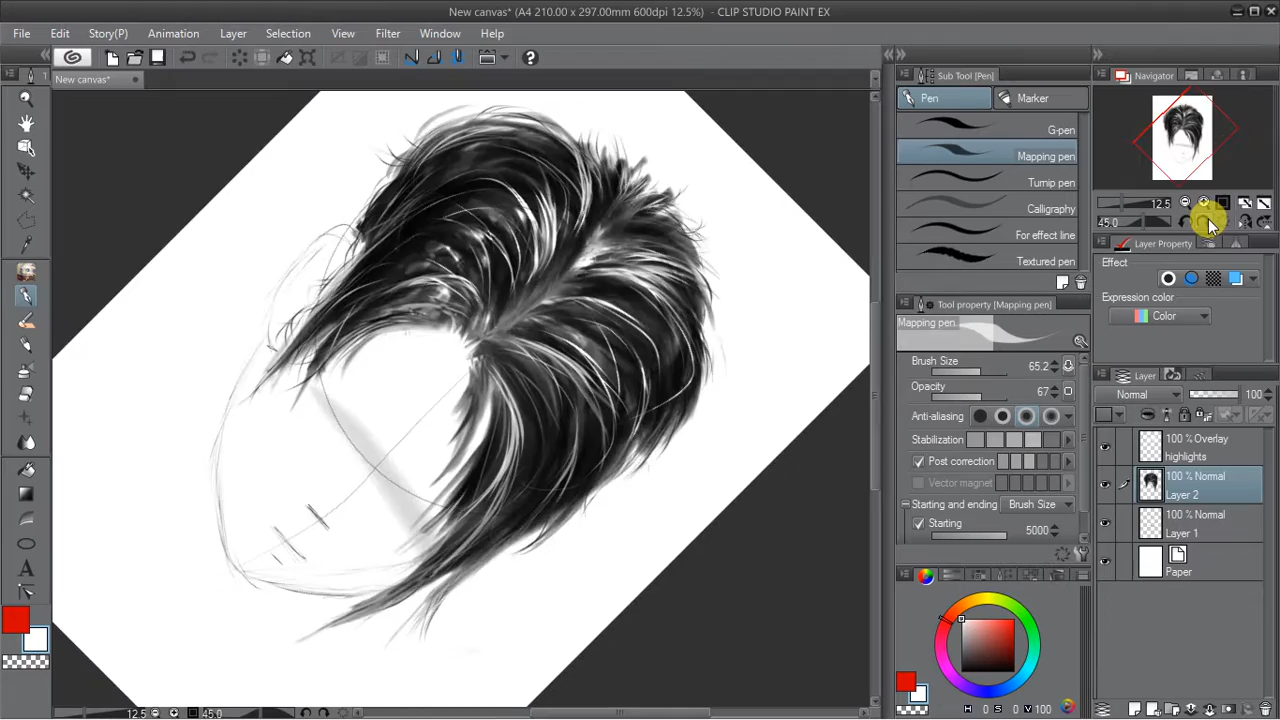 New canvas* (A4 210.00 x 297.00mm 600dpi 12.5%) - CLIP STUDIO PAINT EX
File Edit Story(P) Animation Layer Selection View Filter Window Help
New canvas*
1
Sub Tool [Pen]
Pen Marker
G-pen
Mapping pen
Turnip pen
Calligraphy
For effect line
Textured pen
Tool property [Mapping pen]
Mapping pen
Brush Size 65.2
Opacity 67
Anti-aliasing
Stabilization
Post correction
Vector magnet
Starting and ending Brush Size
Starting 5000
H 0 S 0 V 100
Navigator
12.5
45.0
Layer Property
Effect
Expression color
Color
Layer
Normal 100
100 % Overlay
highlights
100 % Normal
Layer 2
100 % Normal
Layer 1
Paper
12.5 45.0